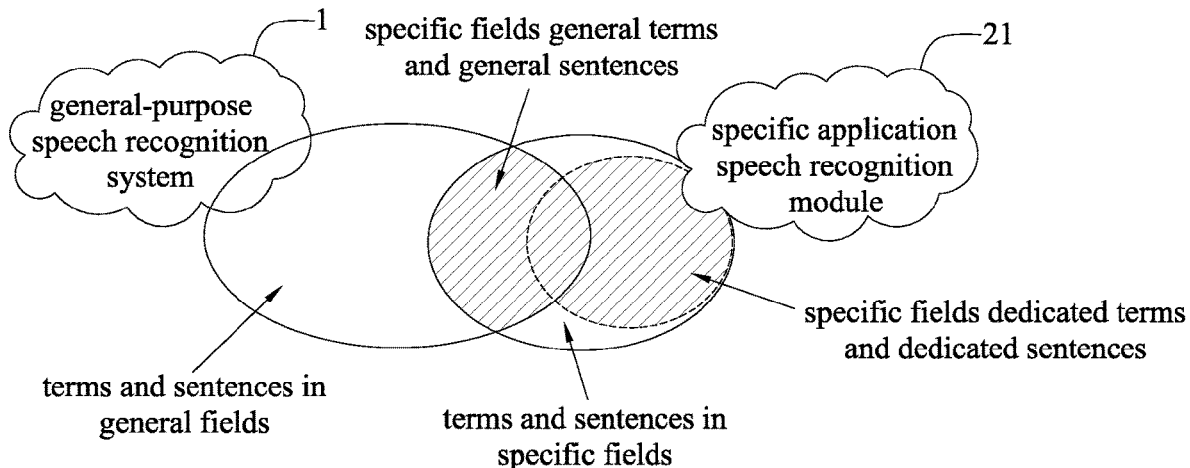 1
specific fields general terms
and general sentences
21
general-purpose
speech recognition
system
specific application
speech recognition
module
specific fields dedicated terms
and dedicated sentences
terms and sentences in
general fields
terms and sentences in
specific fields